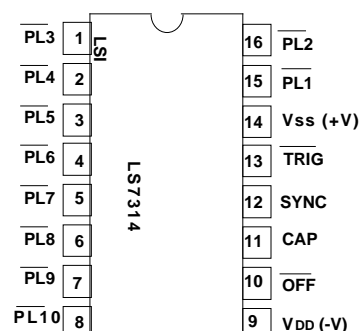 PL3 1 LSI 16 PL2
PL4 2 15 PL1
PL5 3 14 Vss (+V)
PL6 4 13 TRIG
PL7 5 LS7314 12 SYNC
PL8 6 11 CAP
PL9 7 10 OFF
PL10 8 9 VDD (-V)